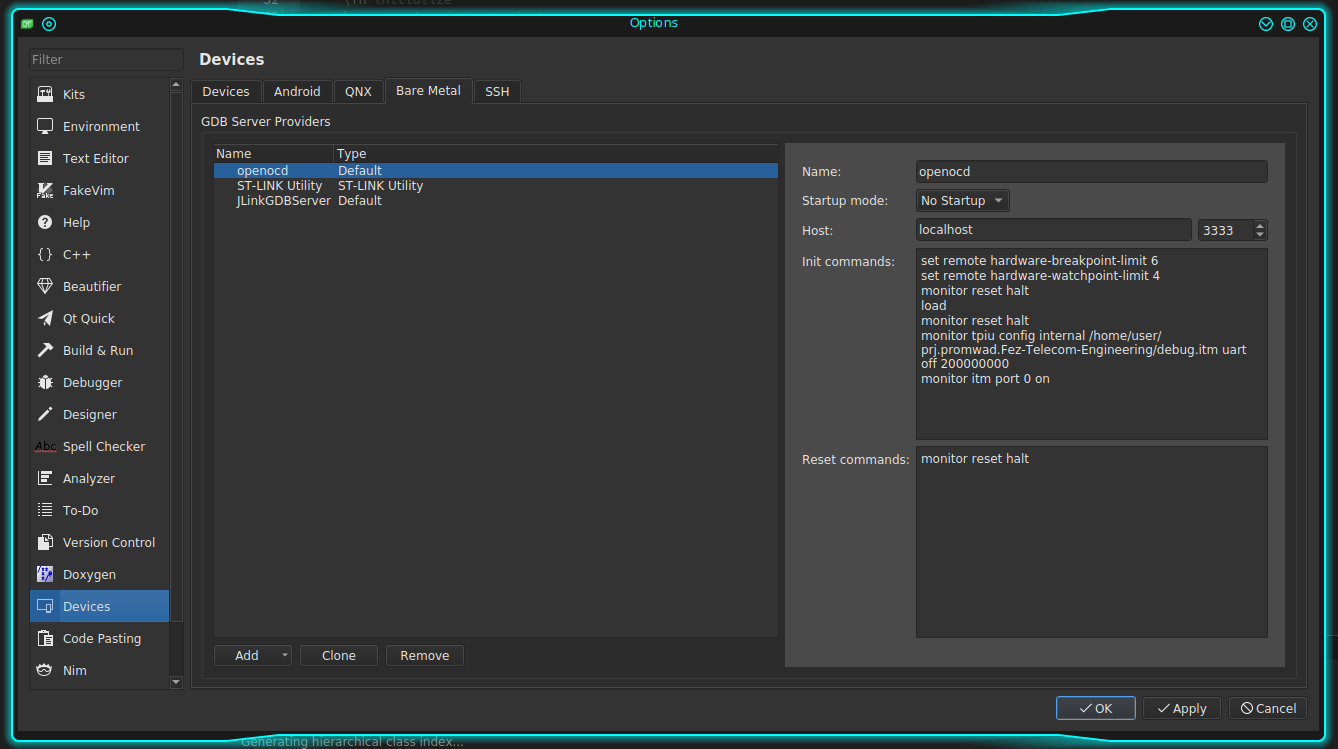 Options
Filter
Kits
Environment
Text Editor
FakeVim
Help
C++
Beautifier
Qt Quick
Build & Run
Debugger
Designer
Abc Spell Checker
Analyzer
To-Do
Version Control
Doxygen
Devices
Code Pasting
Nim
Devices
Devices Android QNX Bare Metal SSH
GDB Server Providers
Name Type
openocd Default
ST-LINK Utility ST-LINK Utility
JLinkGDBServer Default
Add Clone Remove
Name: openocd
Startup mode: No Startup
Host: localhost 3333
Init commands: set remote hardware-breakpoint-limit 6
set remote hardware-watchpoint-limit 4
monitor reset halt
load
monitor reset halt
monitor tpiu config internal /home/user/
prj.promwad.Fez-Telecom-Engineering/debug.itm uart
off 200000000
monitor itm port 0 on
Reset commands: monitor reset halt
OK Apply Cancel
Generating hierarchical class index...